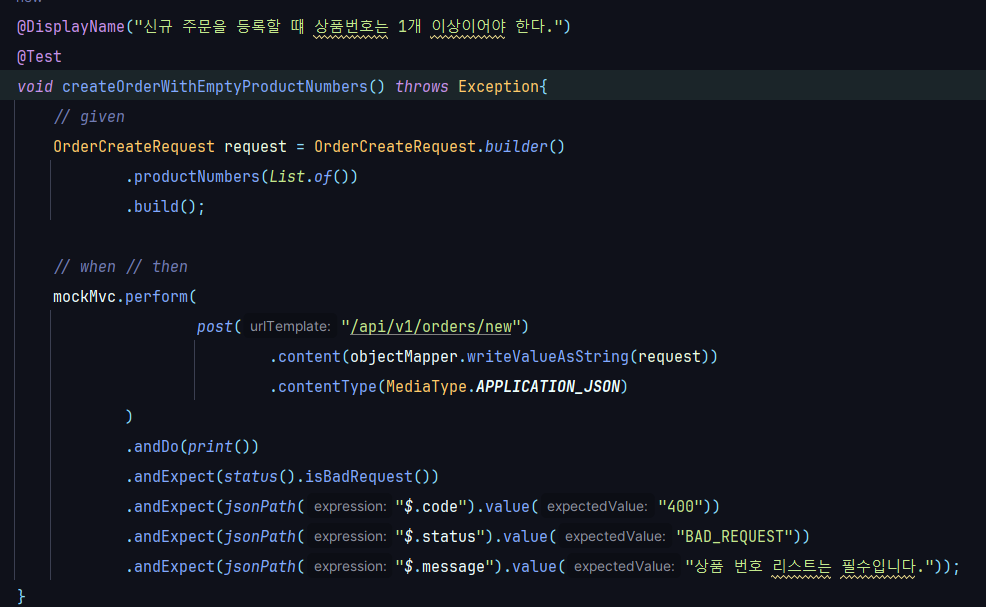 @DisplayName("신규 주문을 등록할 떄 상품번호는 1개 이상이어야 한다.")
@Test
void createOrderWithEmptyProductNumbers() throws Exception{
// given
OrderCreateRequest request = OrderCreateRequest.builder()
.productNumbers(List.of())
.build();
// when // then
mockMvc.perform(
post( urlTemplate: "/api/v1/orders/new")
.content(objectMapper.writeValueAsString(request))
.contentType(MediaType.APPLICATION_JSON)
)
.andDo(print())
.andExpect(status().isBadRequest())
.andExpect(jsonPath( expression: "$.code").value( expectedValue: "400"))
.andExpect(jsonPath( expression: "$.status").value( expectedValue: "BAD_REQUEST"))
.andExpect(jsonPath( expression: "$.message").value( expectedValue: "상품 번호 리스트는 필수입니다."));
}